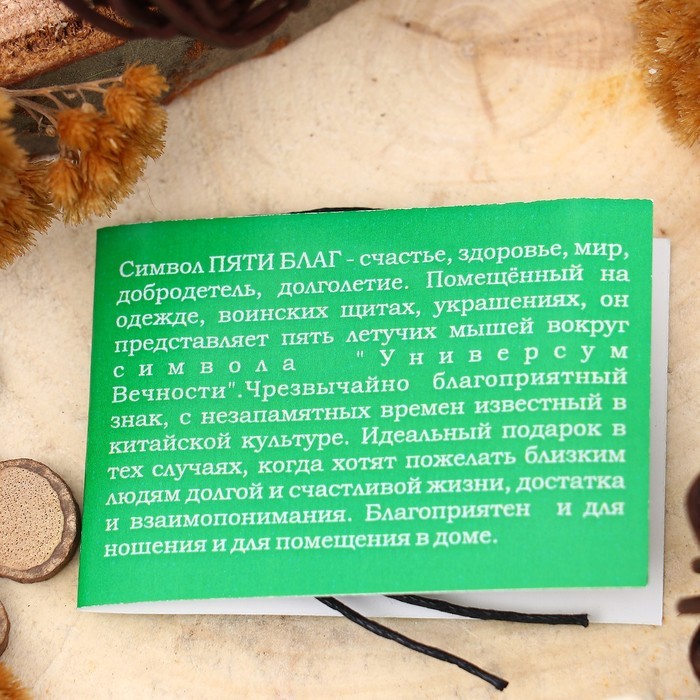 Символ ПЯТИ БЛАГ - счастье, здоровье, мир,
добродетель, долголетие. Помещённый на
одежде, воинских щитах, украшениях, он
представляет пять летучих мышей вокруг
символа "Универсум
Вечности".Чрезвычайно благоприятный
знак, с незапамятных времен известный в
китайской культуре. Идеальный подарок в
тех случаях, когда хотят пожелать близким
людям долгой и счастливой жизни, достатка
и взаимопонимания. Благоприятен и для
ношения и для помещения в доме.